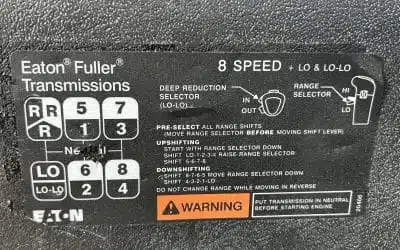 Eaton® Fuller®
Transmissions
8 SPEED + LO & LO-LO
DEEP REDUCTION
SELECTOR
(LO-LO)
IN
OUT
RANGE
SELECTOR
HI
LO
R R 5 7
R 1 3
Neutral
LO 6 8
LO-LO 2 4
EATON
PRE-SELECT ALL RANGE SHIFTS
(MOVE RANGE SELECTOR BEFORE MOVING SHIFT LEVER)
UPSHIFTING
START WITH RANGE SELECTOR DOWN
SHIFT LO-1-2-3-4 RAISE RANGE SELECTOR
SHIFT 5-6-7-8
DOWNSHIFTING
SHIFT 8-7-6-5 MOVE RANGE SELECTOR DOWN
SHIFT 4-3-2-1-LO
DO NOT CHANGE RANGE WHILE MOVING IN REVERSE
WARNING
PUT TRANSMISSION IN NEUTRAL
BEFORE STARTING ENGINE